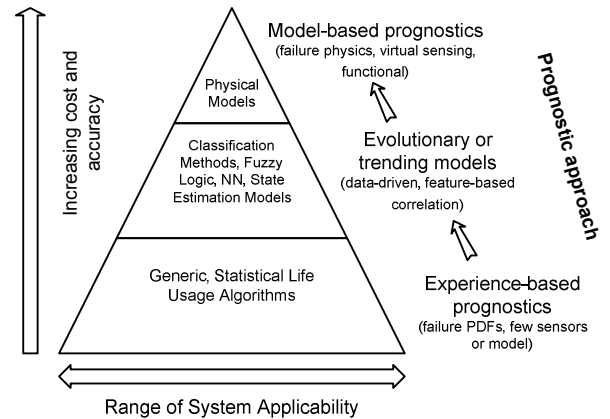 Model-based prognostics
(failure physics, virtual sensing,
functional)
Physical
Models
Increasing cost and
accuracy
Prognostic approach
Evolutionary or
trending models
(data-driven, feature-based
correlation)
Classification
Methods, Fuzzy
Logic, NN, State
Estimation Models
Generic, Statistical Life
Usage Algorithms
Experience-based
prognostics
(failure PDFs, few sensors
or model)
Range of System Applicability